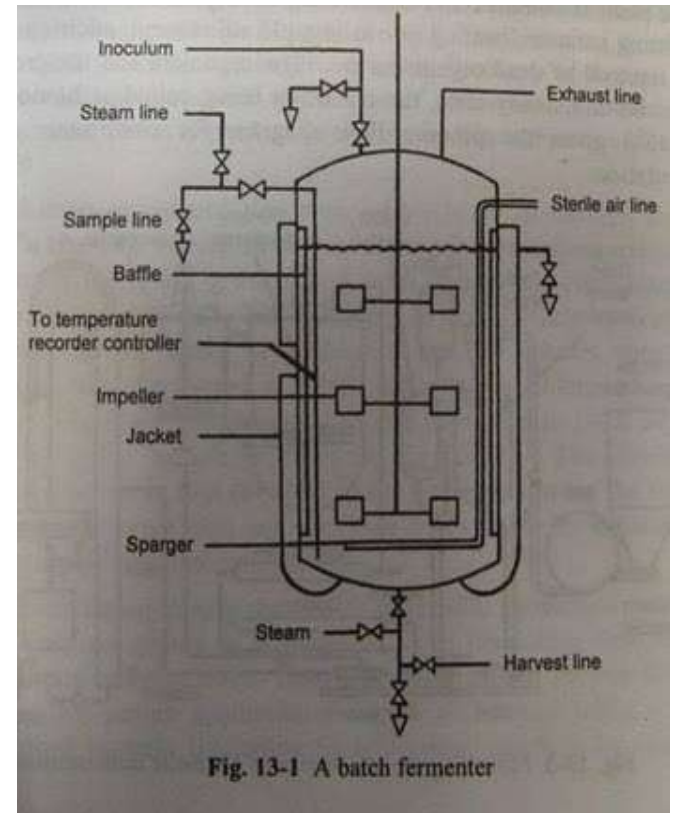 Inoculum
Exhaust line
Steam line
Sterile air line
Sample line
Baffle
To temperature
recorder controller
Impeller
Jacket
Sparger
Steam
Harvest line
Fig. 13-1 A batch fermenter